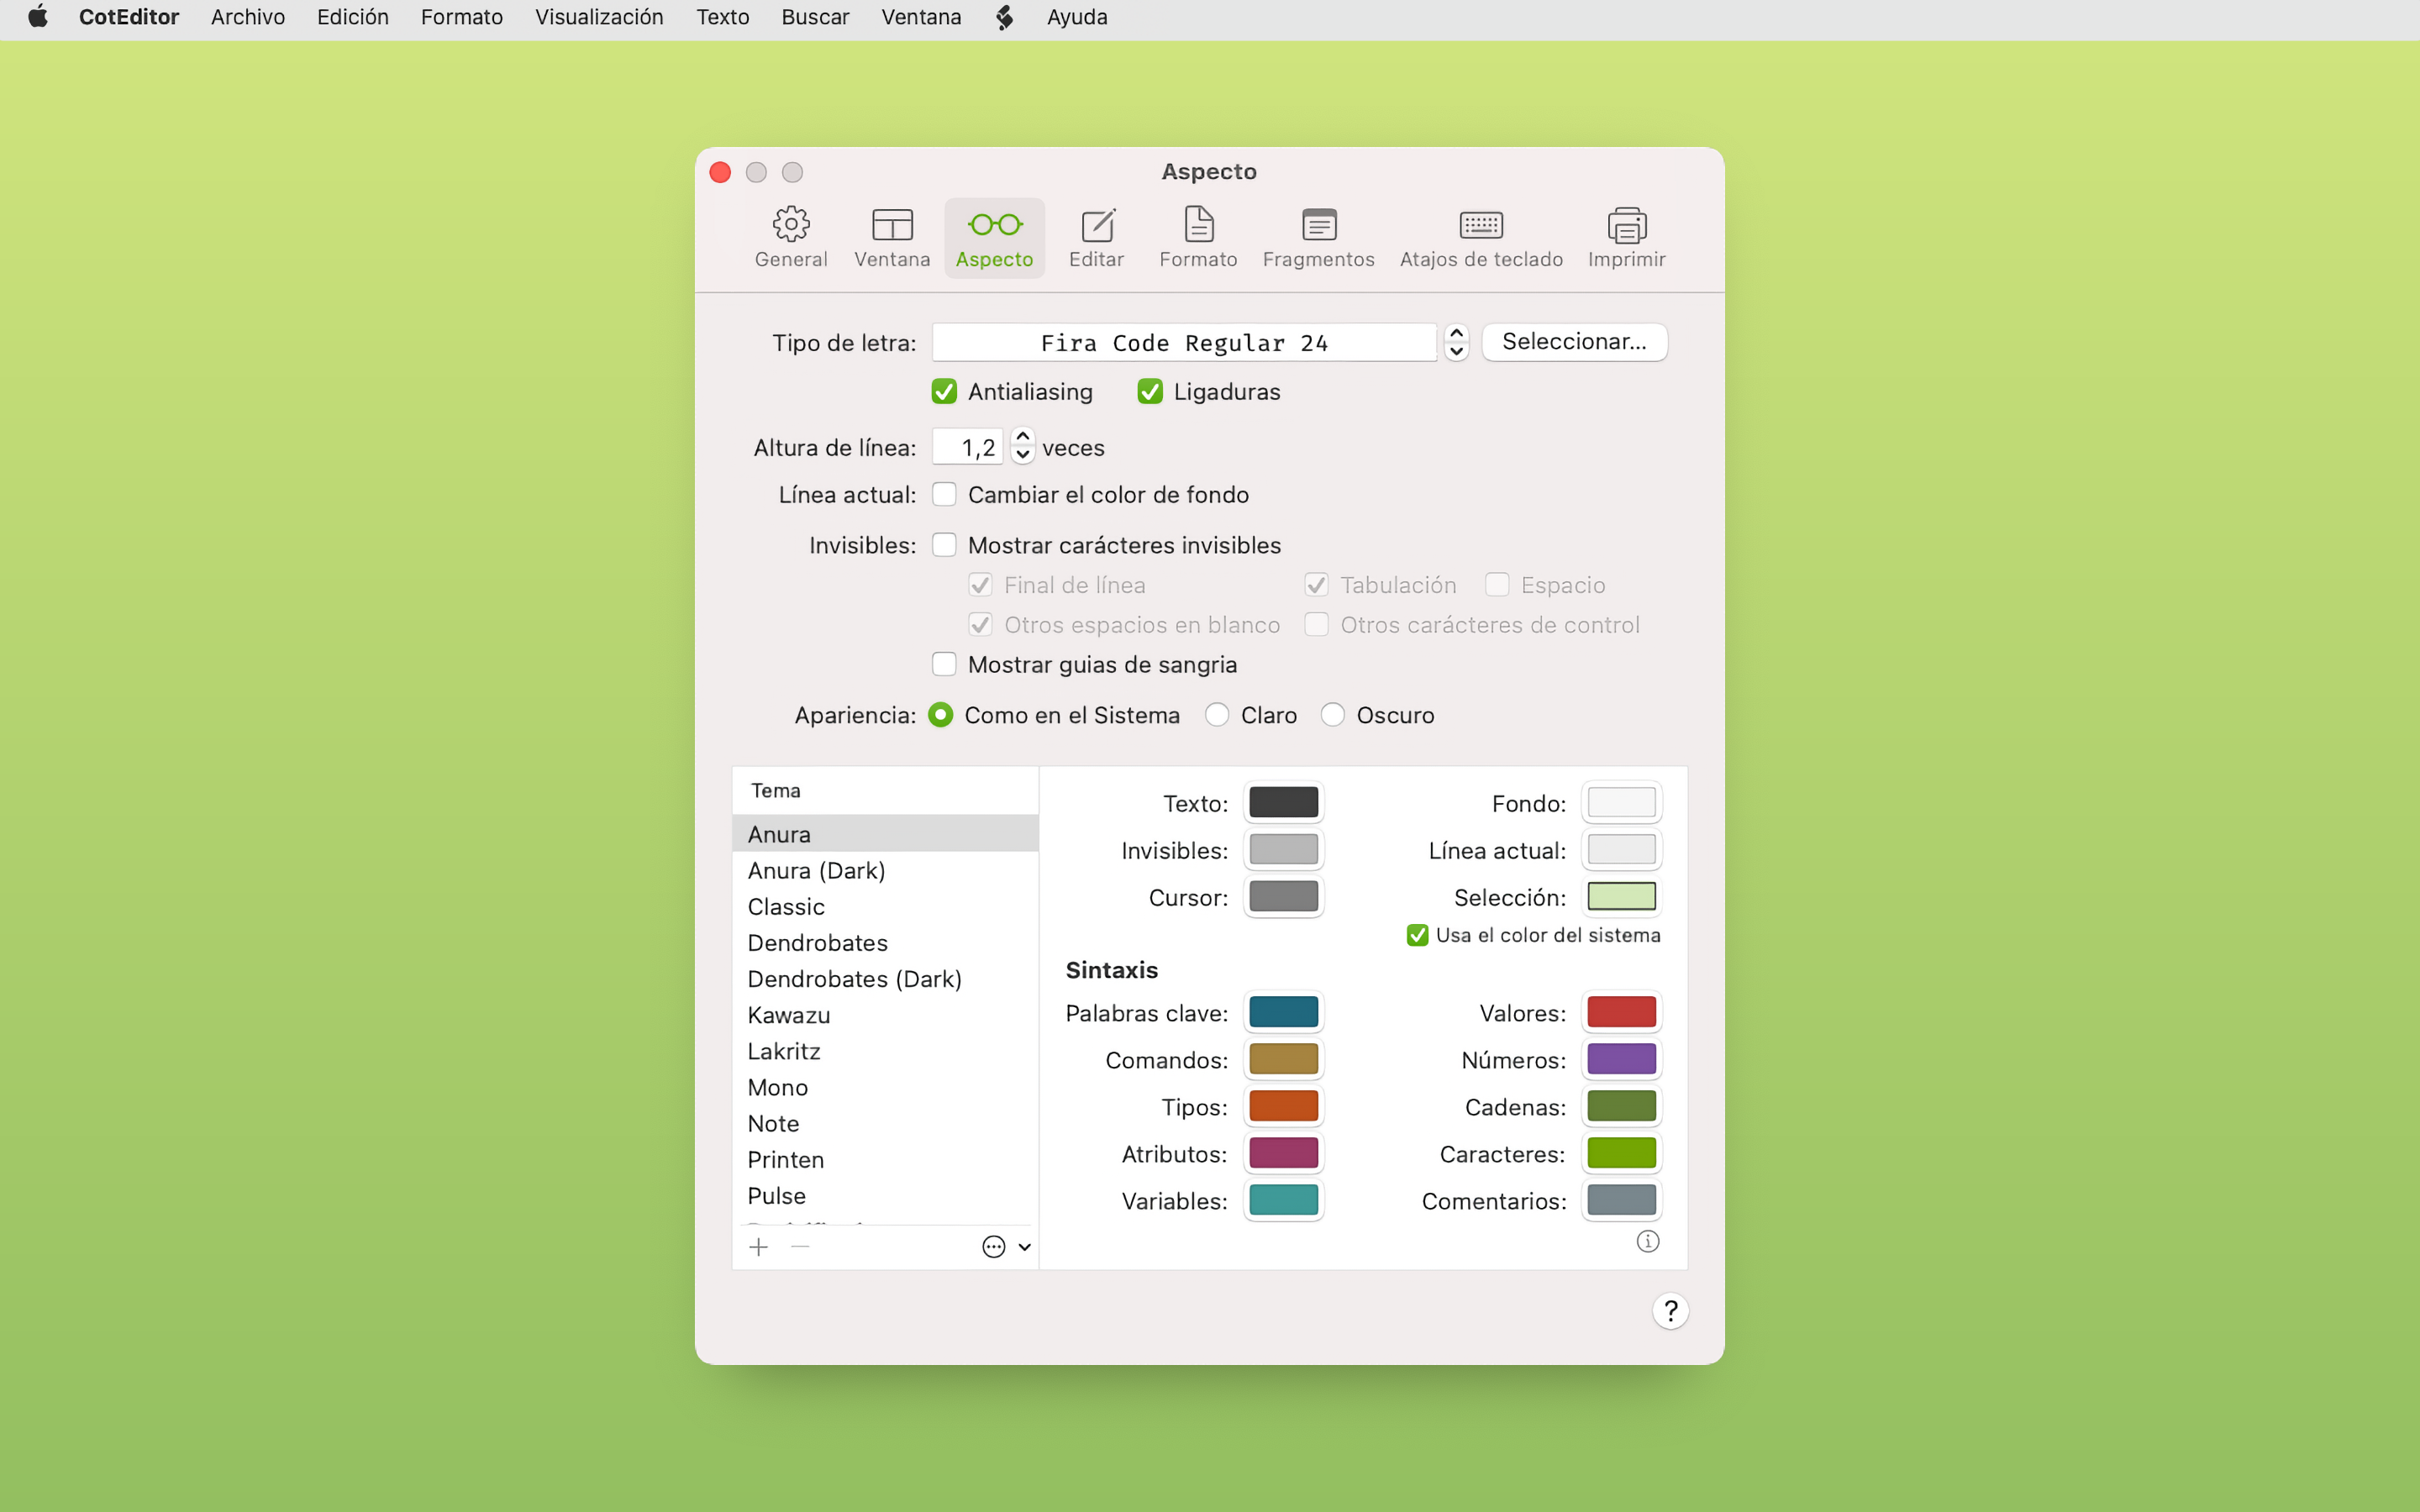 CotEditor Archivo Edición Formato Visualización Texto Buscar Ventana Ayuda
Aspecto
General Ventana Aspecto Editar Formato Fragmentos Atajos de teclado Imprimir
Tipo de letra: Fira Code Regular 24 Seleccionar...
Antialiasing Ligaduras
Altura de línea: 1,2 veces
Línea actual: Cambiar el color de fondo
Invisibles: Mostrar carácteres invisibles
Final de línea Tabulación Espacio
Otros espacios en blanco Otros carácteres de control
Mostrar guias de sangria
Apariencia: Como en el Sistema Claro Oscuro
Tema
Anura
Anura (Dark)
Classic
Dendrobates
Dendrobates (Dark)
Kawazu
Lakritz
Mono
Note
Printen
Pulse
Texto: Fondo:
Invisibles: Línea actual:
Cursor: Selección:
Usa el color del sistema
Sintaxis
Palabras clave: Valores:
Comandos: Números:
Tipos: Cadenas:
Atributos: Caracteres:
Variables: Comentarios:
?